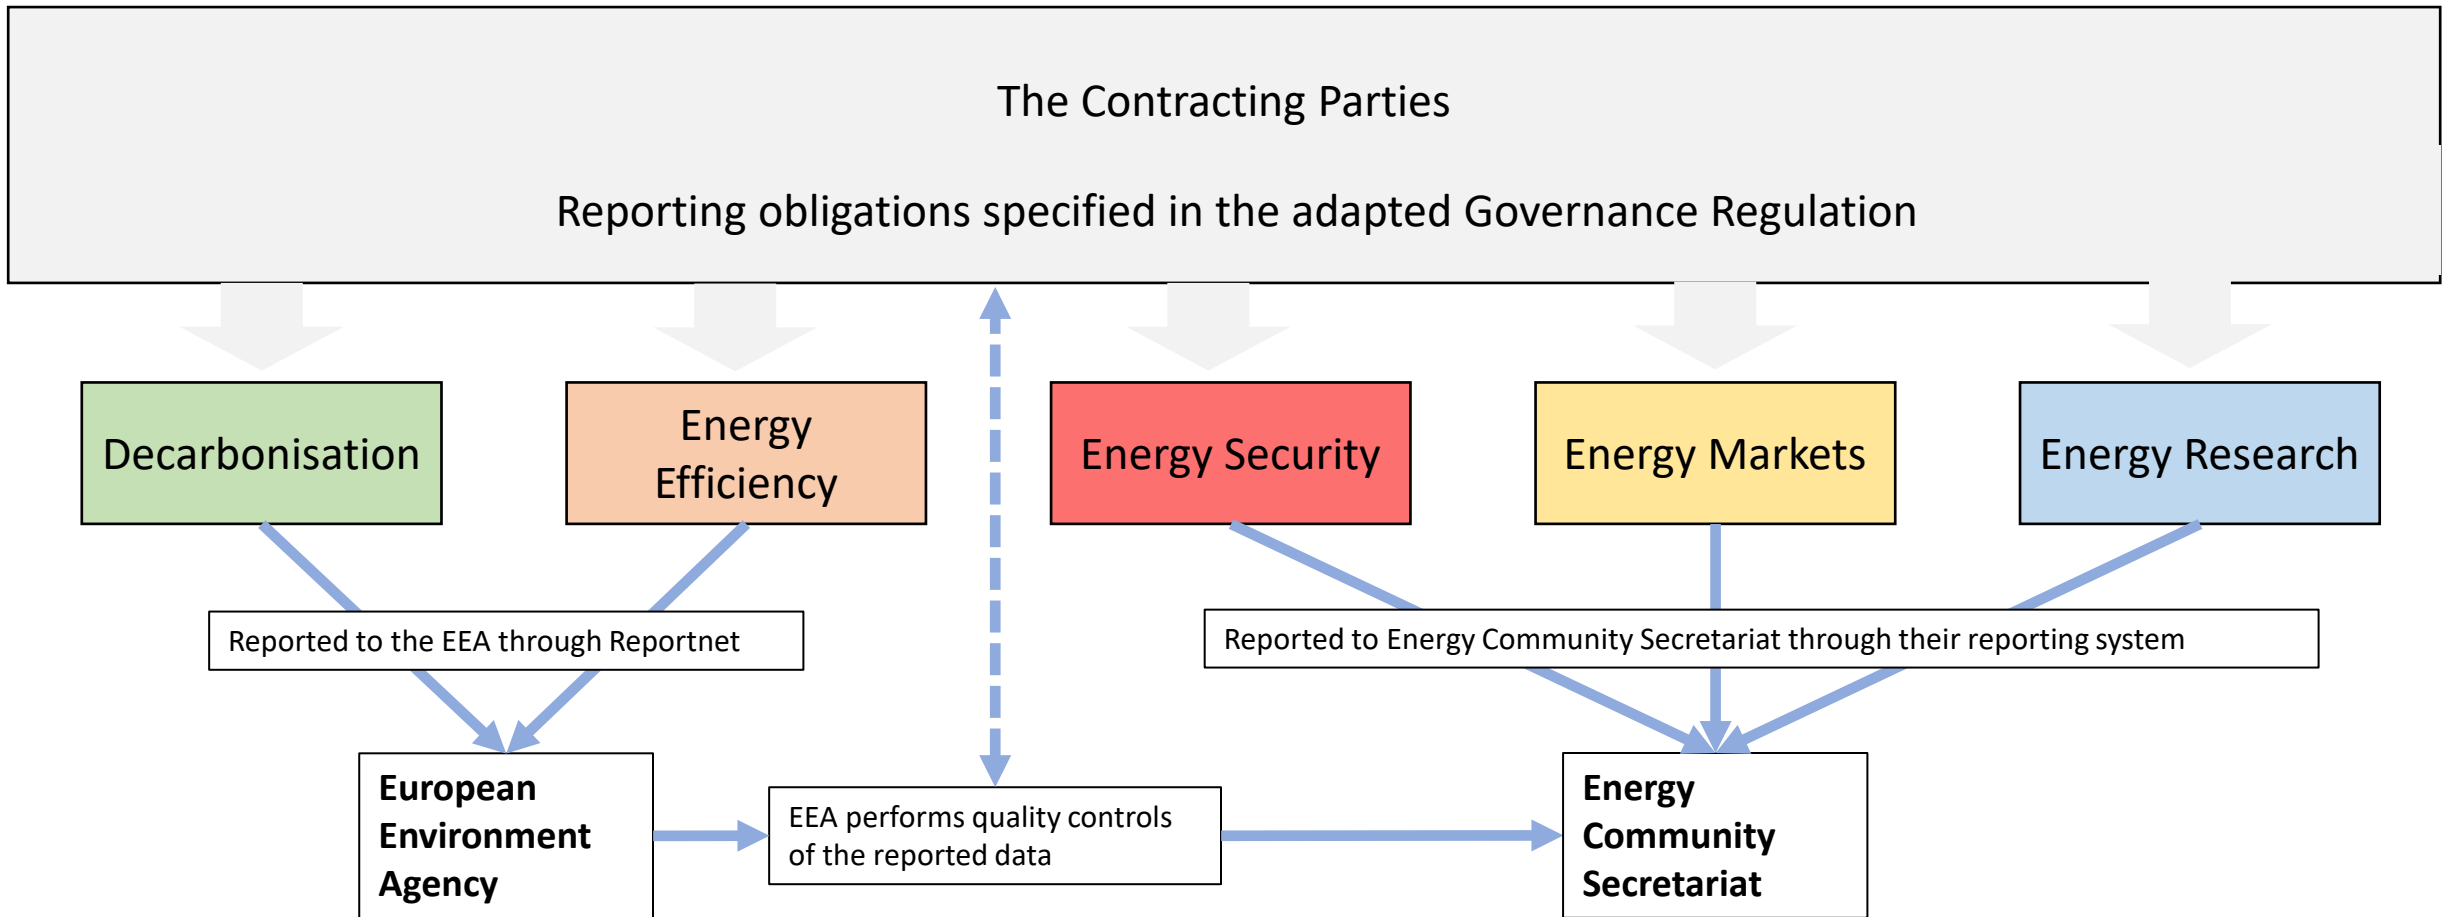 The Contracting Parties
Reporting obligations specified in the adapted Governance Regulation
Decarbonisation
Energy
Efficiency
Energy Security
Energy Markets
Energy Research
Reported to the EEA through Reportnet
Reported to Energy Community Secretariat through their reporting system
European
Environment
Agency
EEA performs quality controls
of the reported data
Energy
Community
Secretariat